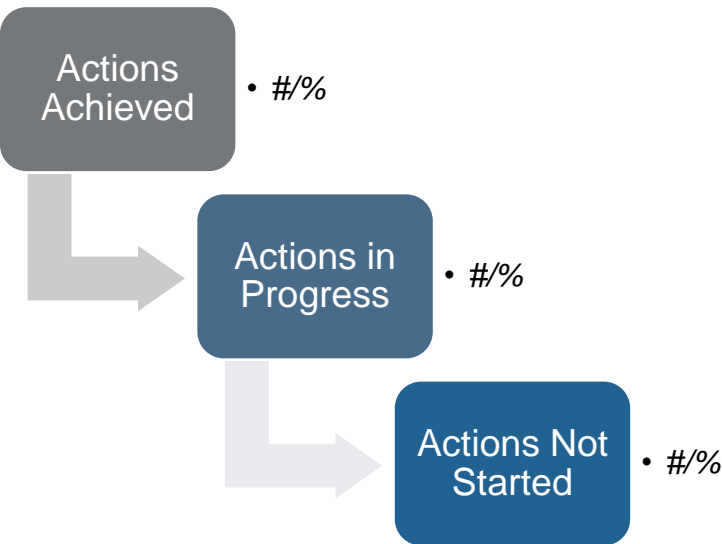 Actions
Achieved
• #/%
Actions in
Progress
• #/%
Actions Not
Started
• #/%